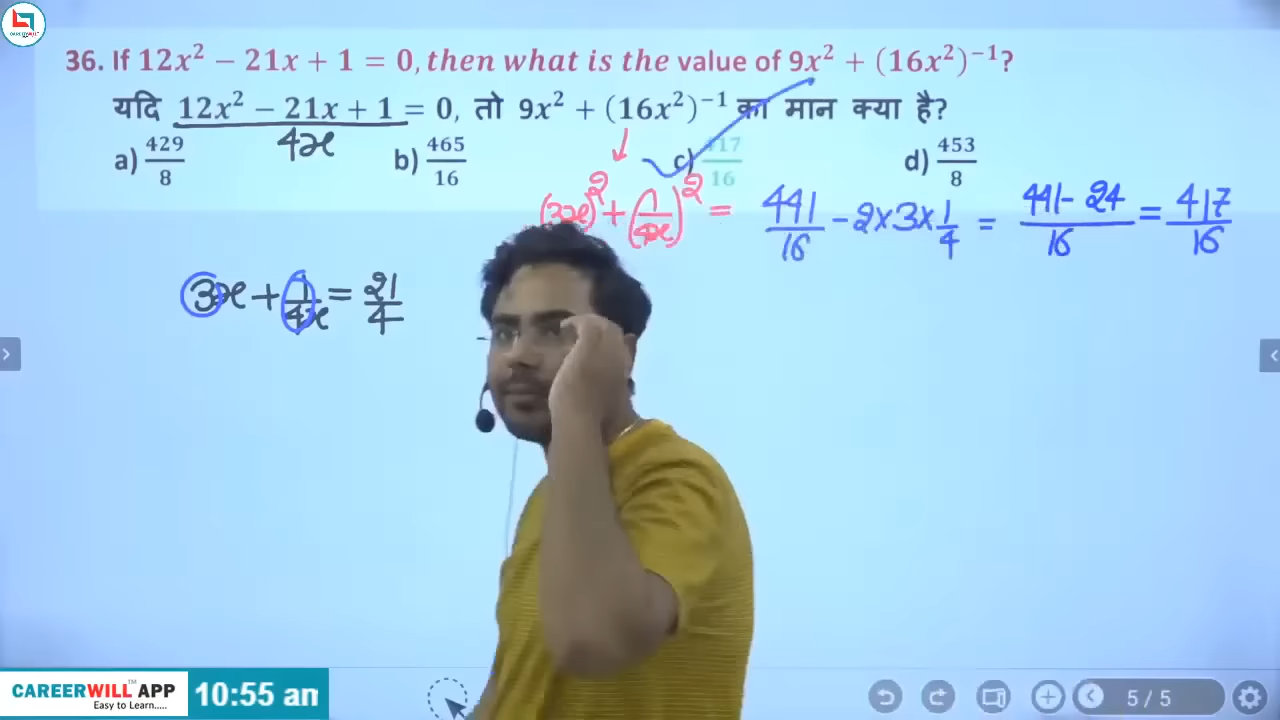 CAREERWILL
36. If 12x² − 21x + 1 = 0, then what is the value of 9x² + (16x²)⁻¹?
यदि 12x² − 21x + 1 = 0, तो 9x² + (16x²)⁻¹ का मान क्या है?
4x
a) 429/8 b) 465/16 c) 417/16 d) 453/8
(3x)² + (1/4x)² = 441/16 − 2×3×1/4 = 441 − 24/16 = 417/16
3x + 1/4x = 21/4
CAREERWILL™ APP
Easy to Learn.....
10:55 am
5 / 5